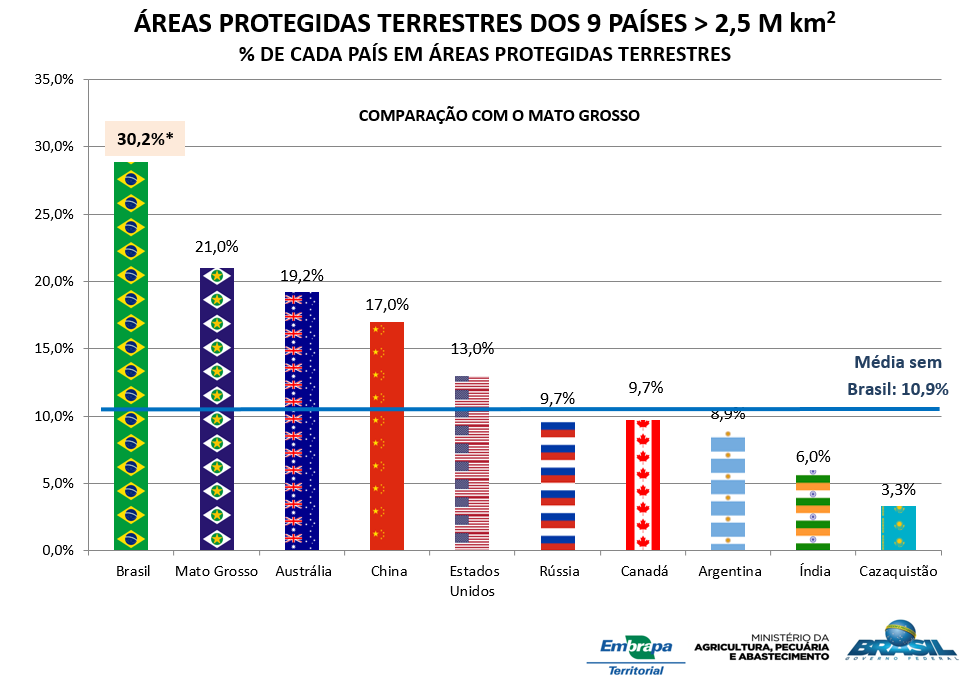 ÁREAS PROTEGIDAS TERRESTRES DOS 9 PAÍSES > 2,5 M km²
% DE CADA PAÍS EM ÁREAS PROTEGIDAS TERRESTRES
COMPARAÇÃO COM O MATO GROSSO
35,0%
30,0%
25,0%
20,0%
15,0%
10,0%
5,0%
0,0%
30,2%*
21,0%
19,2%
17,0%
13,0%
9,7%
9,7%
8,9%
6,0%
3,3%
Média sem
Brasil: 10,9%
Brasil
Mato Grosso
Austrália
China
Estados
Unidos
Rússia
Canadá
Argentina
Índia
Cazaquistão
Embrapa
Territorial
MINISTÉRIO DA
AGRICULTURA, PECUÁRIA
E ABASTECIMENTO
BRASIL
GOVERNO FEDERAL